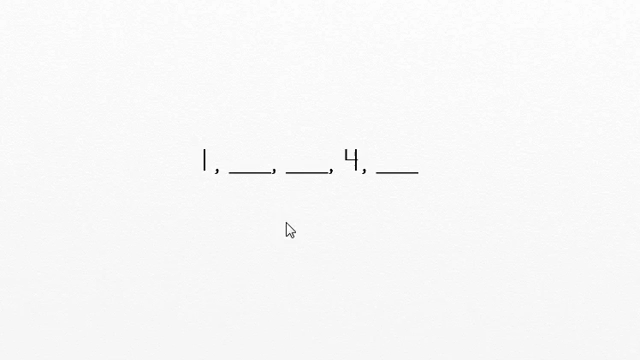 1, ___, ___, 4, ___